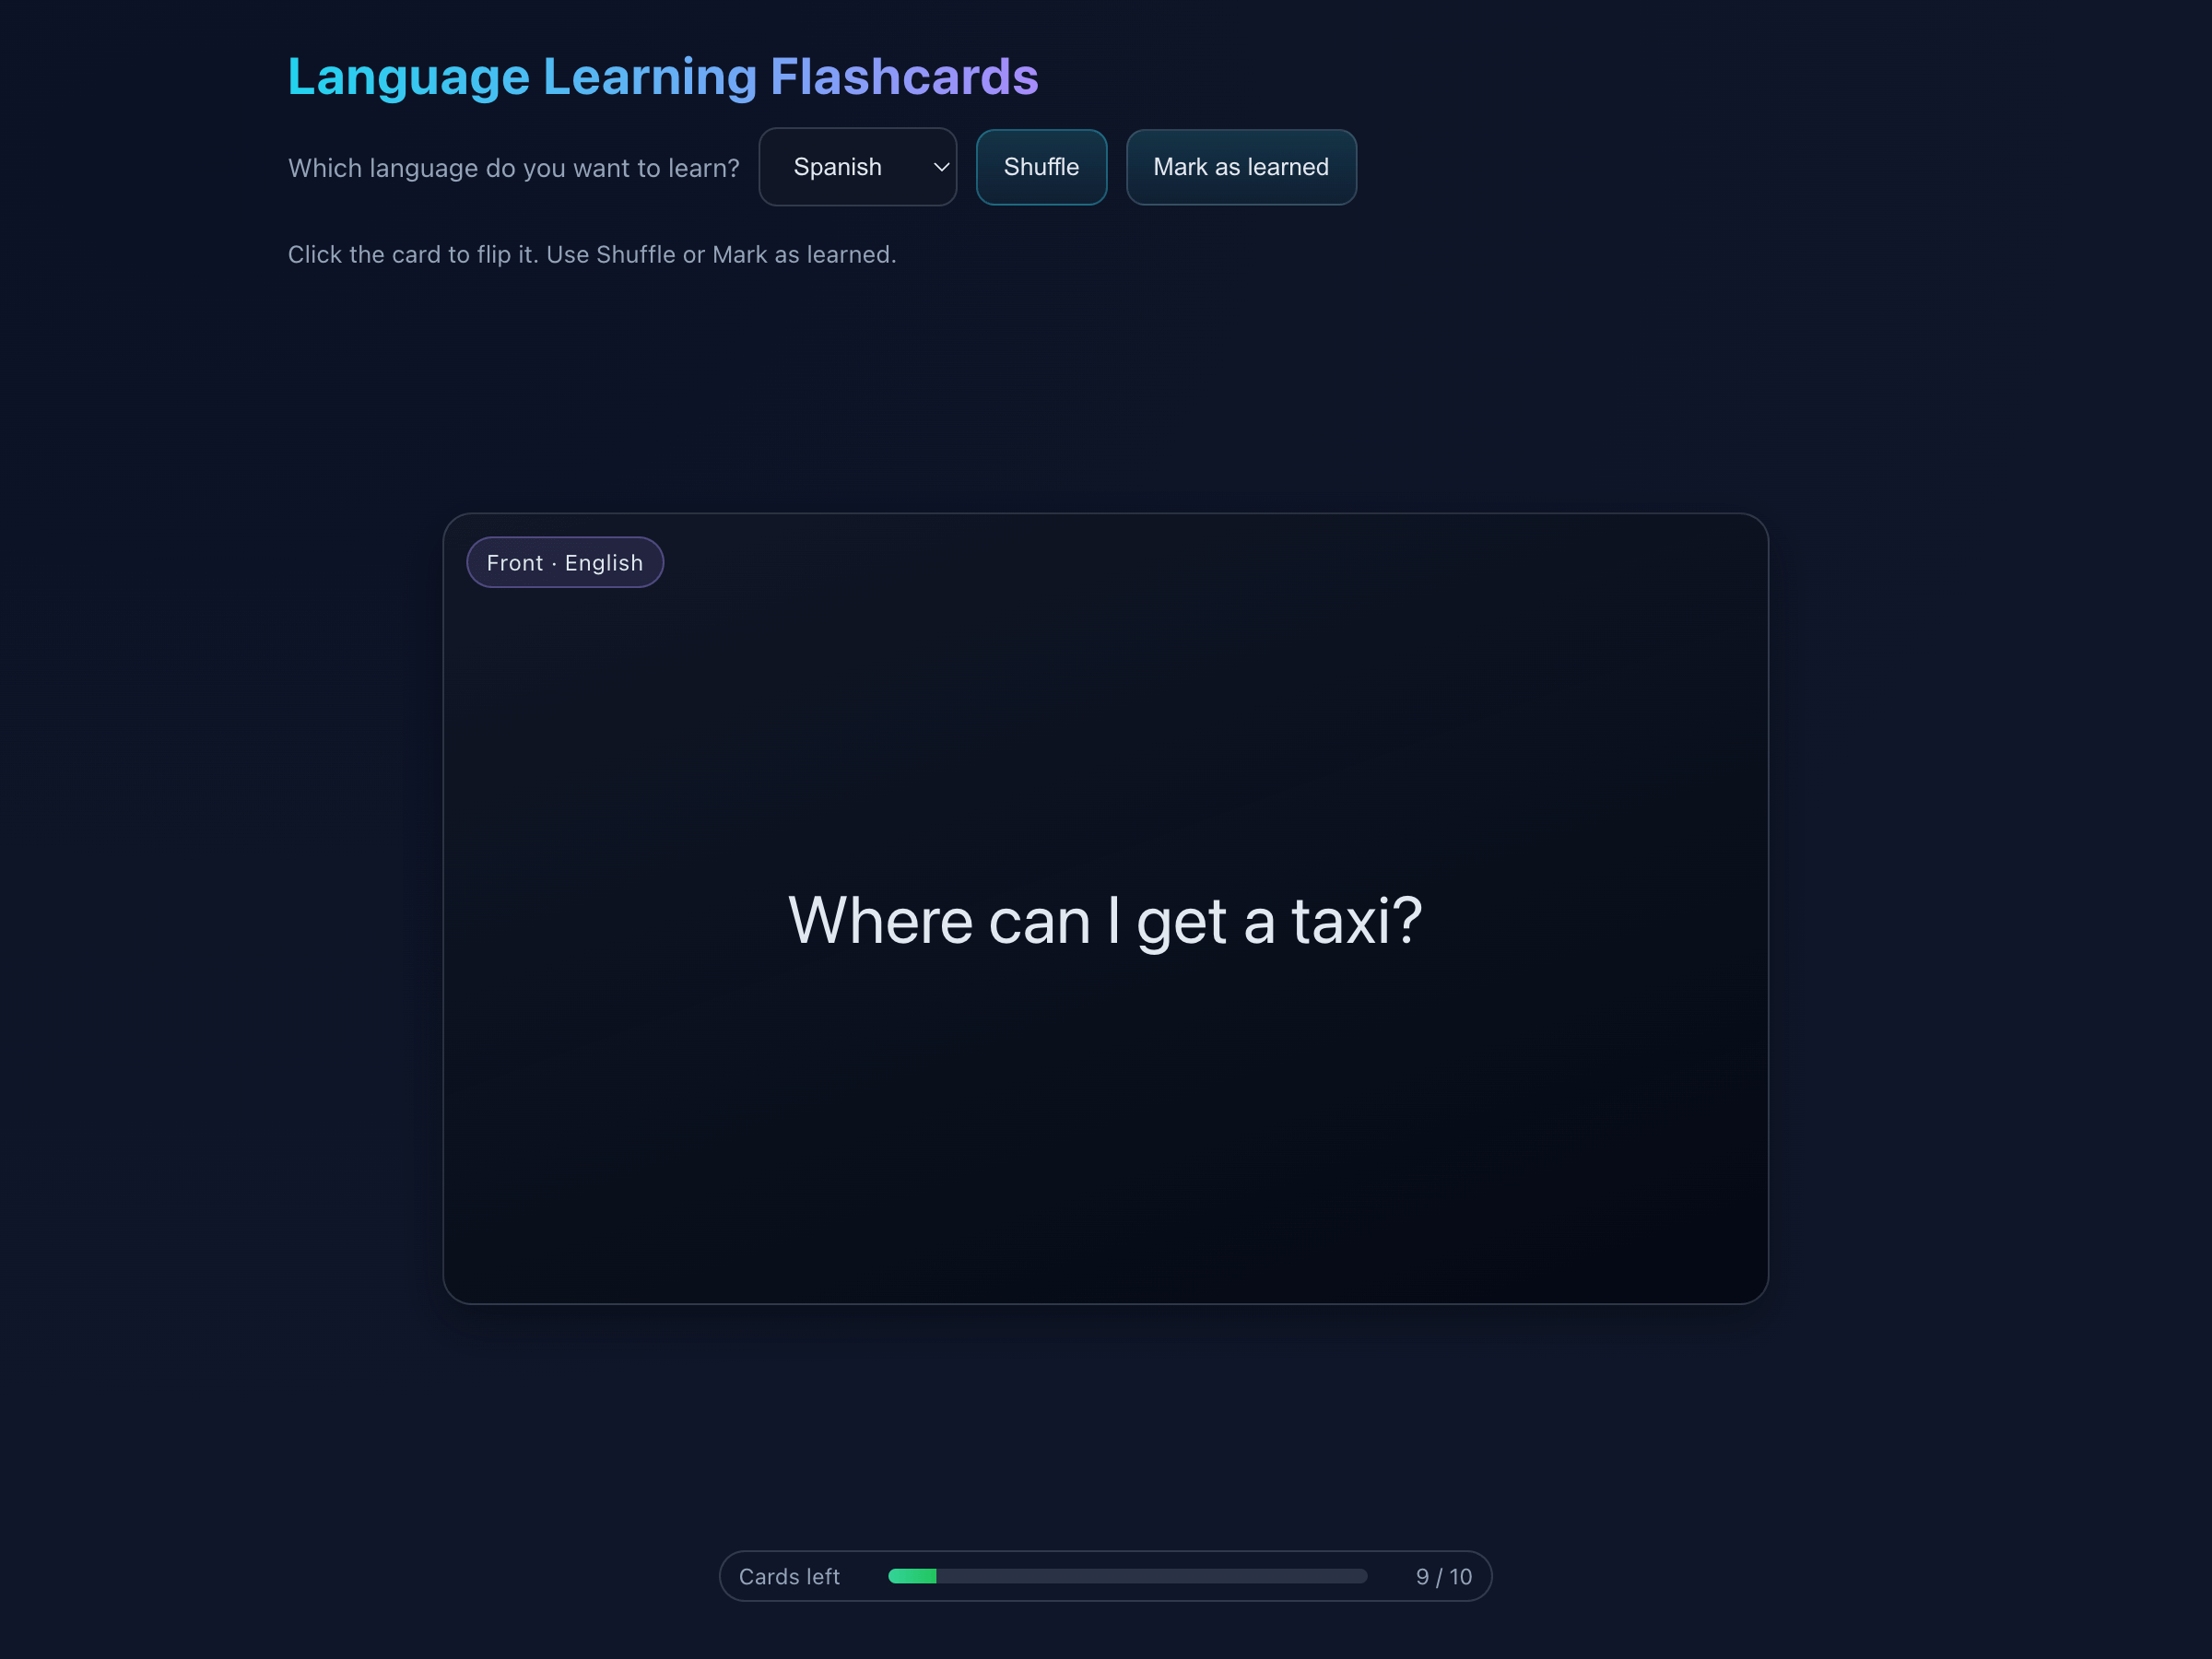 Language Learning Flashcards
Which language do you want to learn? Spanish Shuffle Mark as learned
Click the card to flip it. Use Shuffle or Mark as learned.
Front · English
Where can I get a taxi?
Cards left 9 / 10